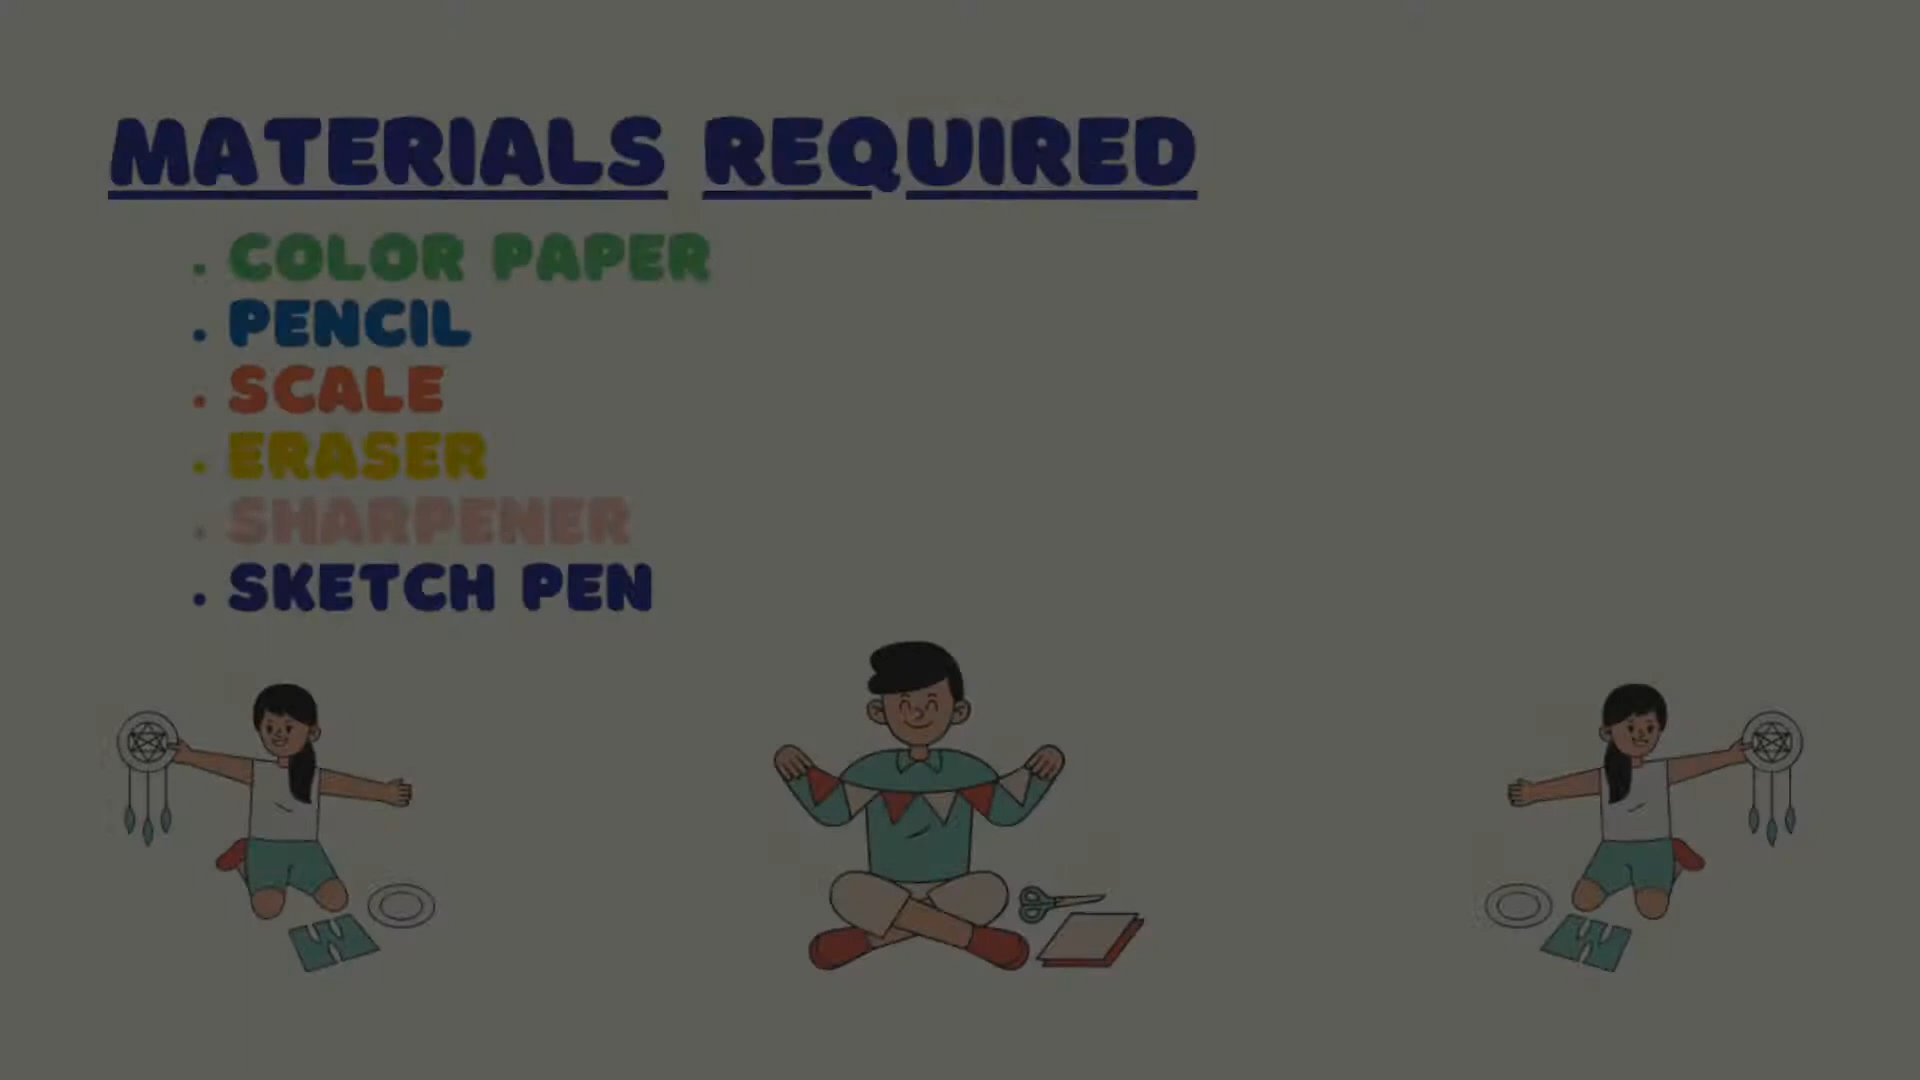 MATERIALS REQUIRED
. COLOR PAPER
. PENCIL
. SCALE
. ERASER
. SHARPENER
. SKETCH PEN